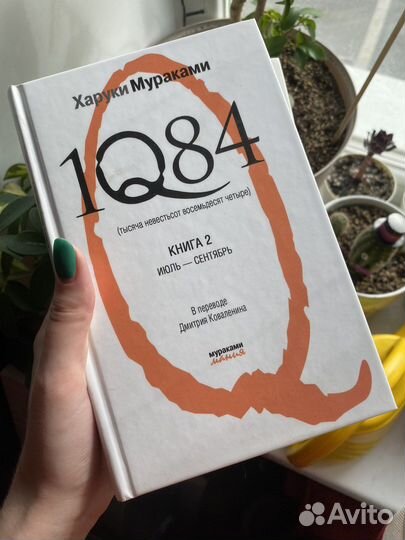 Харуки Мураками
1Q84
(тысяча невестьсот восемьдесят четыре)
КНИГА 2
ИЮЛЬ — СЕНТЯБРЬ
В переводе
Дмитрия Коваленина
мураками
мания
Avito